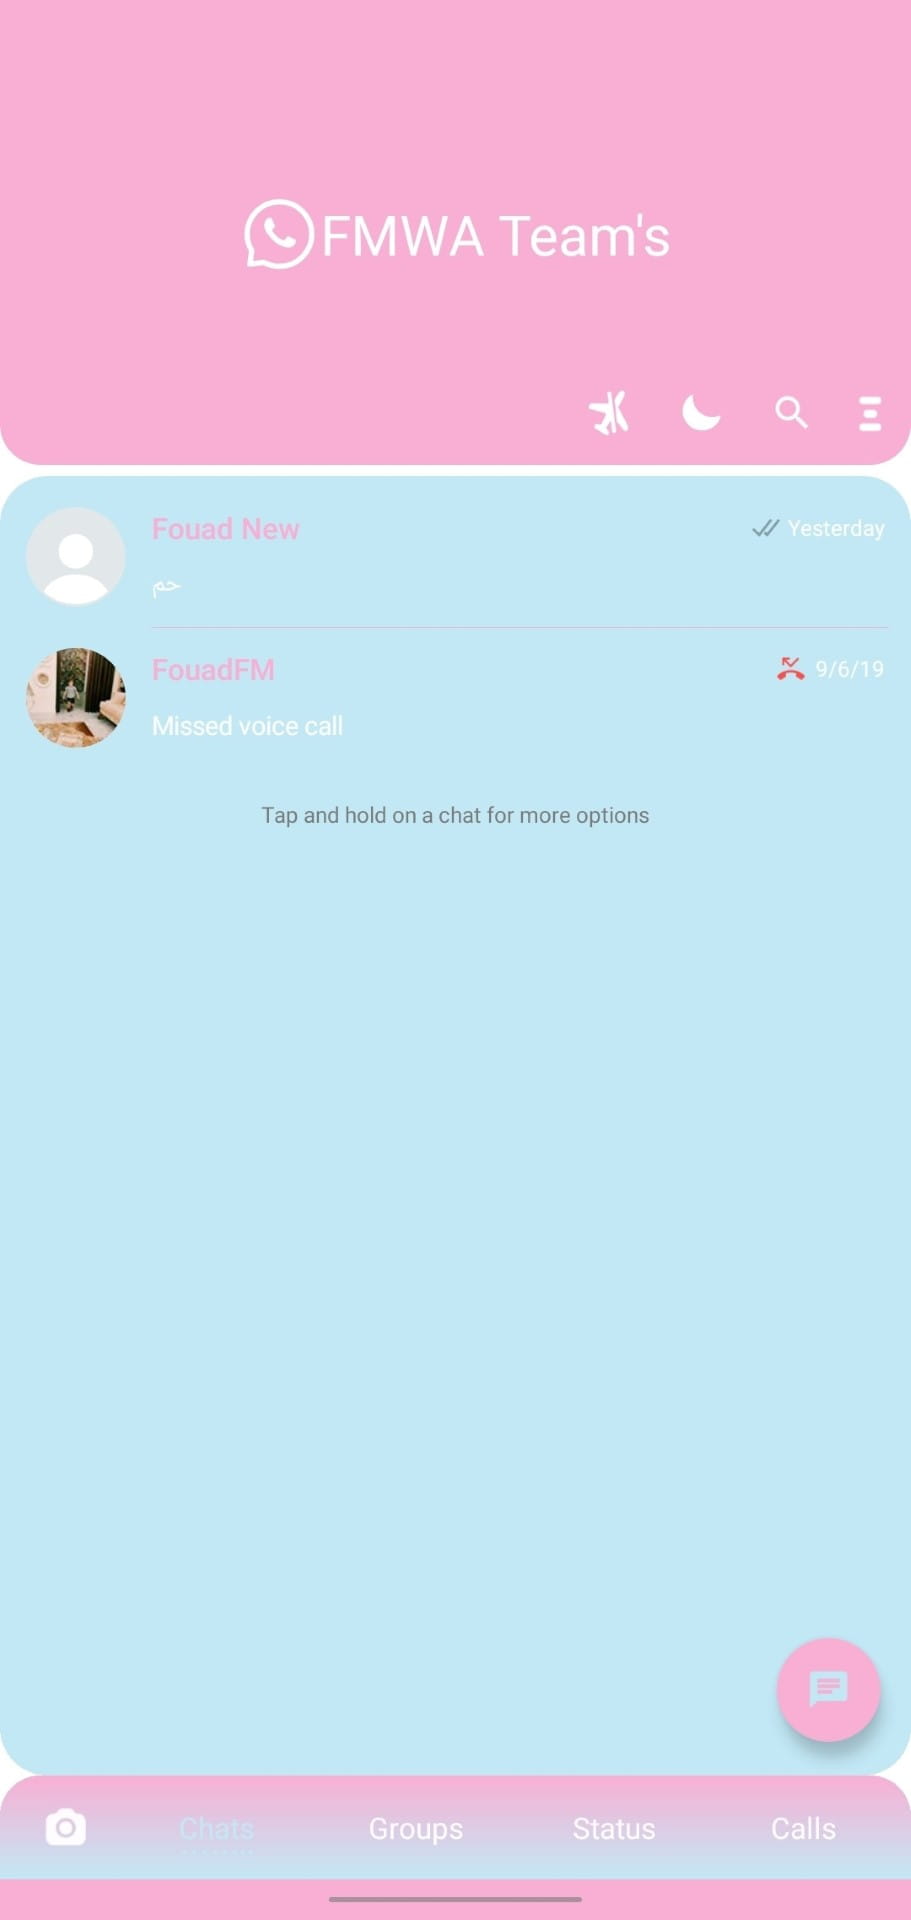 FMWA Team's
Fouad New
Yesterday
حم
FouadFM
9/6/19
Missed voice call
Tap and hold on a chat for more options
Chats
Groups
Status
Calls